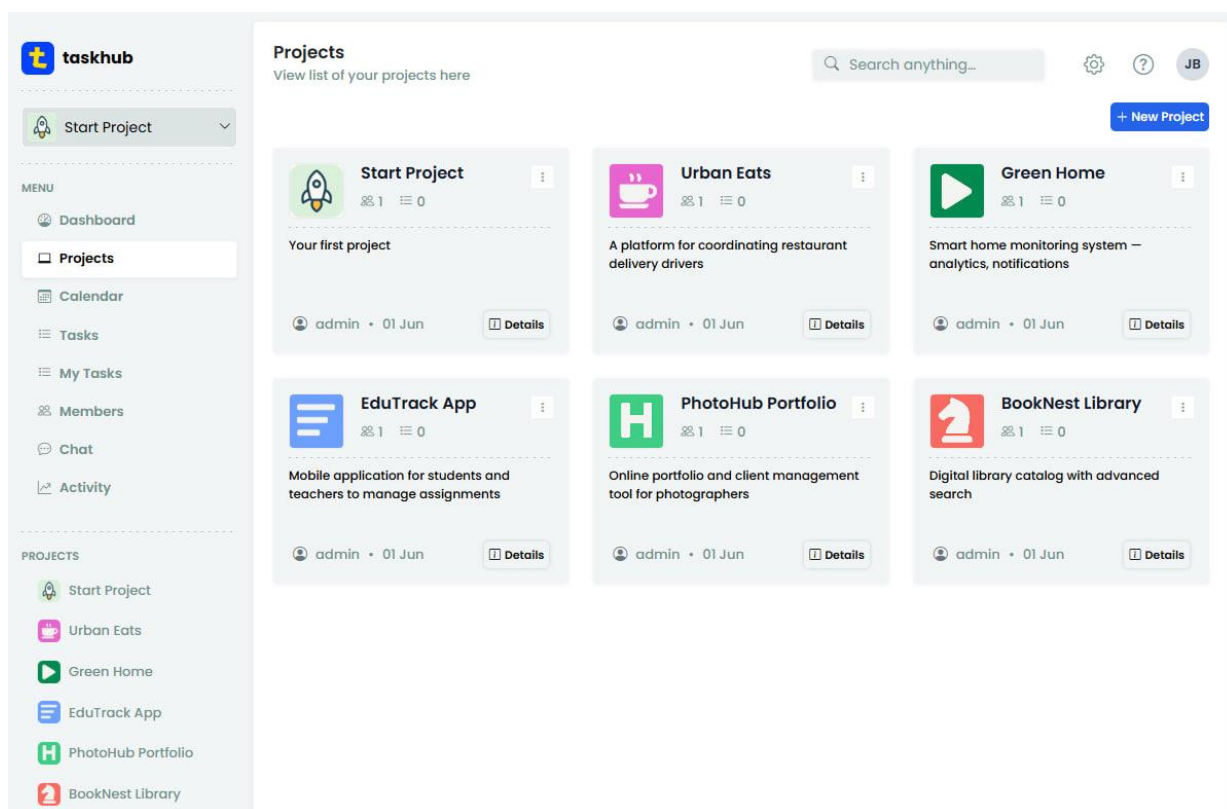 taskhub
Start Project
MENU
Dashboard
Projects
Calendar
Tasks
My Tasks
Members
Chat
Activity
PROJECTS
Start Project
Urban Eats
Green Home
EduTrack App
PhotoHub Portfolio
BookNest Library
Projects
View list of your projects here
Search anything...
JB
+ New Project
Start Project
1 0
Your first project
admin • 01 Jun
Details
Urban Eats
1 0
A platform for coordinating restaurant
delivery drivers
admin • 01 Jun
Details
Green Home
1 0
Smart home monitoring system —
analytics, notifications
admin • 01 Jun
Details
EduTrack App
1 0
Mobile application for students and
teachers to manage assignments
admin • 01 Jun
Details
PhotoHub Portfolio
1 0
Online portfolio and client management
tool for photographers
admin • 01 Jun
Details
BookNest Library
1 0
Digital library catalog with advanced
search
admin • 01 Jun
Details